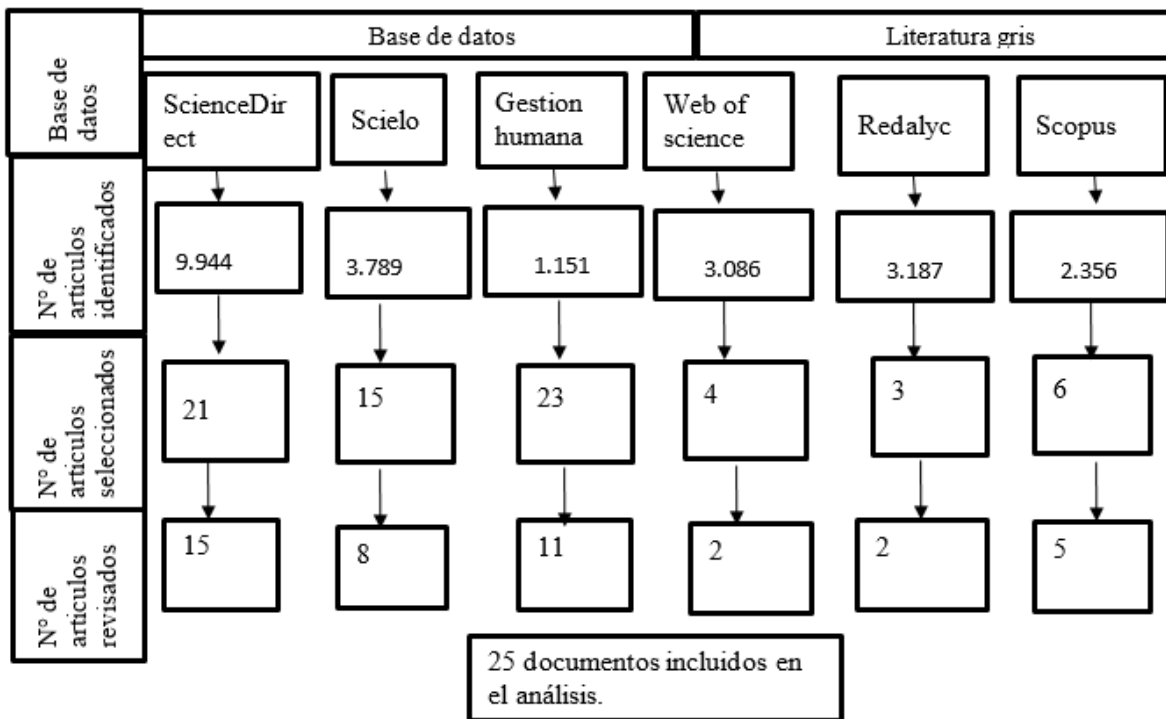 Base de datos
Literatura gris
Base de
datos
ScienceDir
ect
Scielo
Gestion
humana
Web of
science
Redalyc
Scopus
N° de
articulos
identificados
9.944
3.789
1.151
3.086
3.187
2.356
N° de
articulos
seleccionados
21
15
23
4
3
6
N° de
articulos
revisados
15
8
11
2
2
5
25 documentos incluidos en
el análisis.